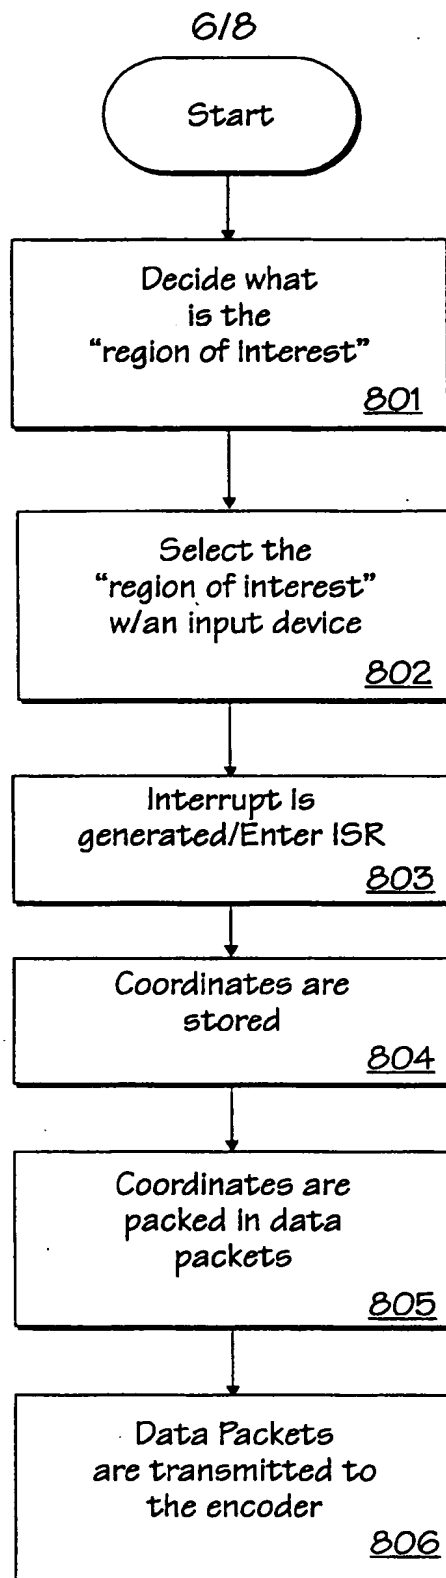 6/8
Start
Decide what
is the
"region of Interest"
801
Select the
"region of interest"
w/an input device
802
Interrupt is
generated/Enter ISR
803
Coordinates are
stored
804
Coordinates are
packed in data
packets
805
Data Packets
are transmitted to
the encoder
806